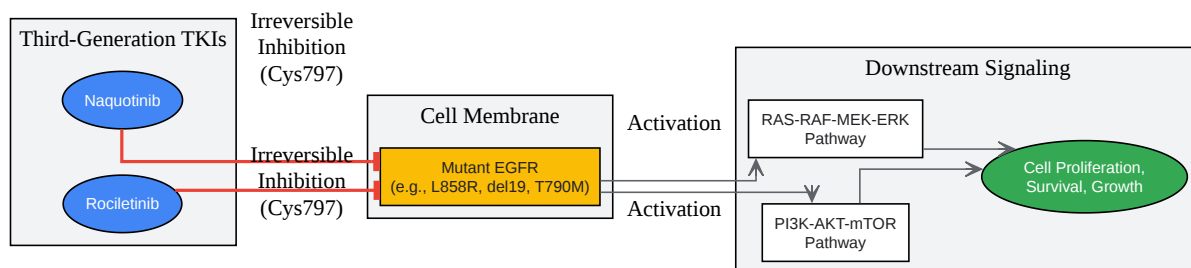 Third-Generation TKIs
Naquotinib
Rociletinib
Irreversible
Inhibition
(Cys797)
Irreversible
Inhibition
(Cys797)
Cell Membrane
Mutant EGFR
(e.g., L858R, del19, T790M)
Activation
Activation
Downstream Signaling
RAS-RAF-MEK-ERK
Pathway
PI3K-AKT-mTOR
Pathway
Cell Proliferation,
Survival, Growth